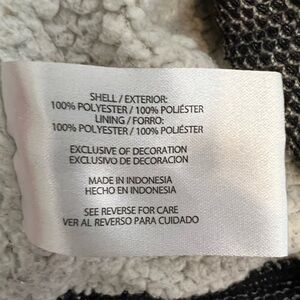 SHELL / EXTERIOR:
100% POLYESTER / 100% POLIÉSTER
LINING / FORRO:
100% POLYESTER / 100% POLIÉSTER
EXCLUSIVE OF DECORATION
EXCLUSIVO DE DECORACION
MADE IN INDONESIA
HECHO EN INDONESIA
SEE REVERSE FOR CARE
VER AL REVERSO PARA CUIDADO